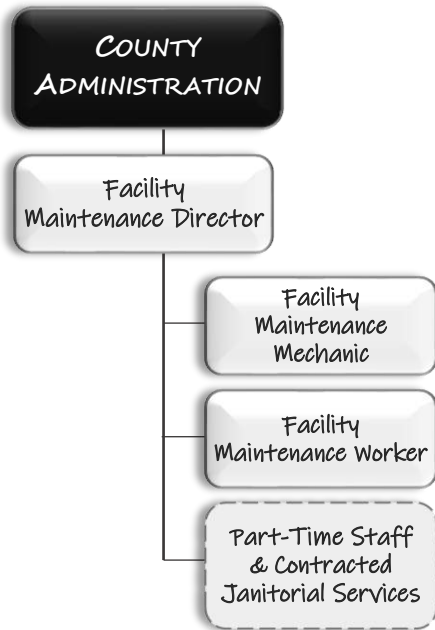 COUNTY
ADMINISTRATION
Facility
Maintenance Director
Facility
Maintenance
Mechanic
Facility
Maintenance Worker
Part-Time Staff
& Contracted
Janitorial Services